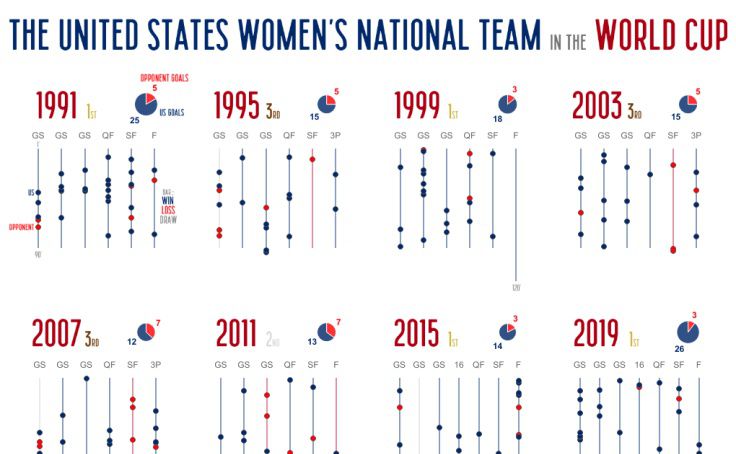 THE UNITED STATES WOMEN'S NATIONAL TEAM IN THE WORLD CUP
OPPONENT GOALS
1991 1ST 5 25 US GOALS
1995 3RD 5 15
1999 1ST 3 18
2003 3RD 5 15
GS GS GS QF SF F
GS GS GS QF SF 3P
GS GS GS QF SF F
GS GS GS QF SF 3P
1'
US
OPPONENT
BAR:
WIN
LOSS
DRAW
90'
120'
2007 3RD 7 12
2011 2ND 7 13
2015 1ST 3 14
2019 1ST 3 26
GS GS GS QF SF 3P
GS GS GS QF SF F
GS GS GS 16 QF SF F
GS GS GS 16 QF SF F